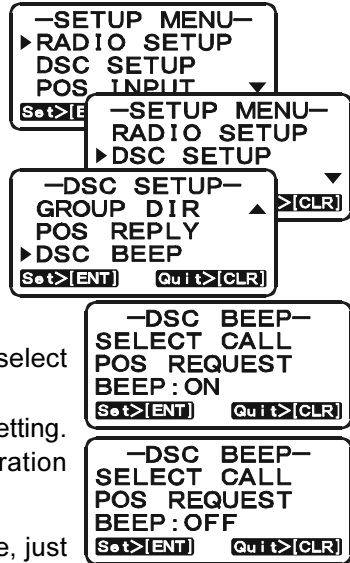 —SETUP MENU—
▶RADIO SETUP
DSC SETUP
POS INPUT ▼
Set>[E
—SETUP MENU—
RADIO SETUP
▶DSC SETUP
▼
>[CLR]
—DSC SETUP—
GROUP DIR ▲
POS REPLY
▶DSC BEEP
Set>[ENT] Quit>[CLR]
—DSC BEEP—
SELECT CALL
POS REQUEST
BEEP:ON
Set>[ENT] Quit>[CLR]
select
etting.
ration
—DSC BEEP—
SELECT CALL
POS REQUEST
BEEP:OFF
Set>[ENT] Quit>[CLR]
e, just